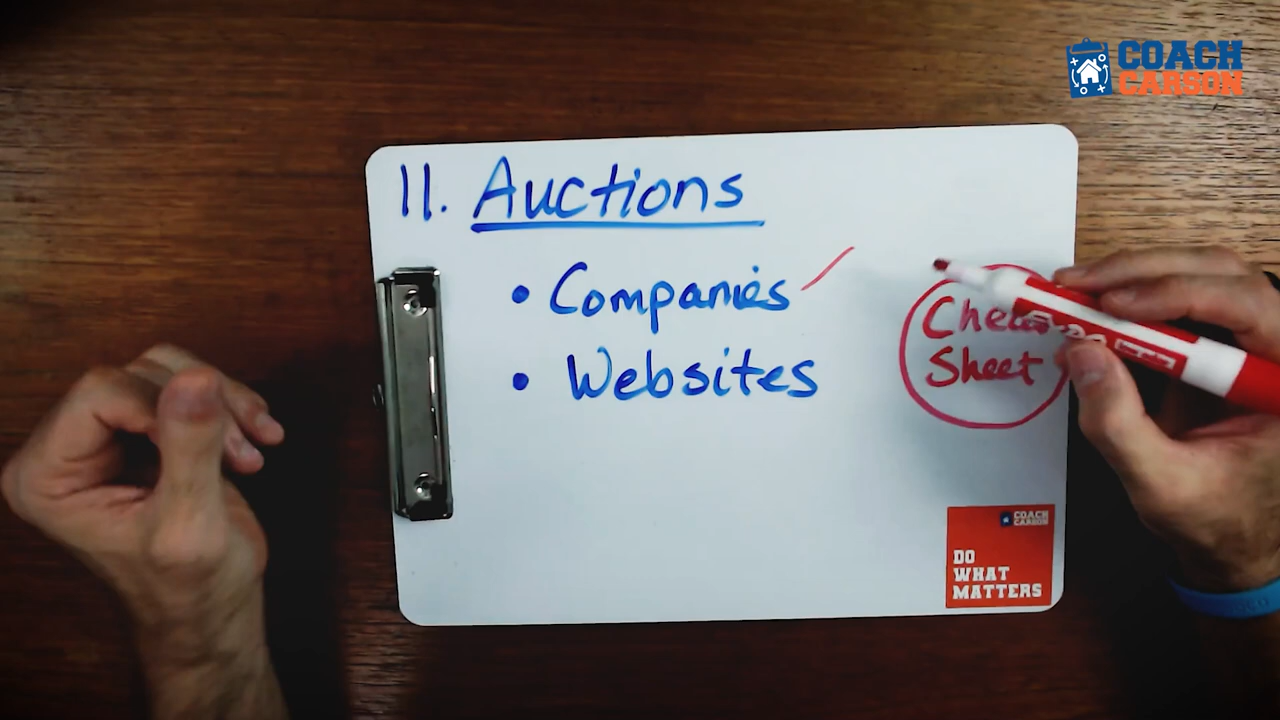 COACH
CARSON
11. Auctions
• Companies
• Websites
Sheet
COACH
CARSON
DO
WHAT
MATTERS